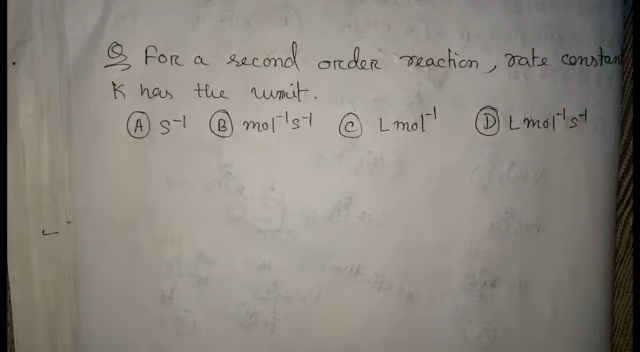 Q For a second order reaction, rate constant
K has the unit.
(A) S⁻¹ (B) mol⁻¹s⁻¹ (C) L mol⁻¹ (D) L mol⁻¹s⁻¹